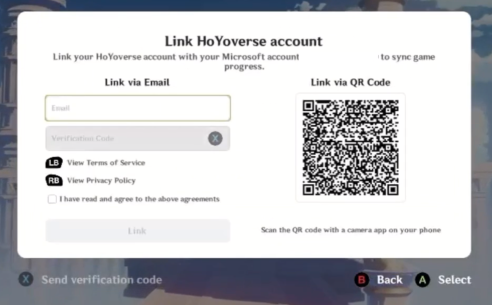 Link HoYoverse account
Link your HoYoverse account with your Microsoft account to sync game
progress.
Link via Email
Link via QR Code
Email
Verification Code
X
LB View Terms of Service
RB View Privacy Policy
I have read and agree to the above agreements
Link
Scan the QR code with a camera app on your phone
X Send verification code
B Back
A Select